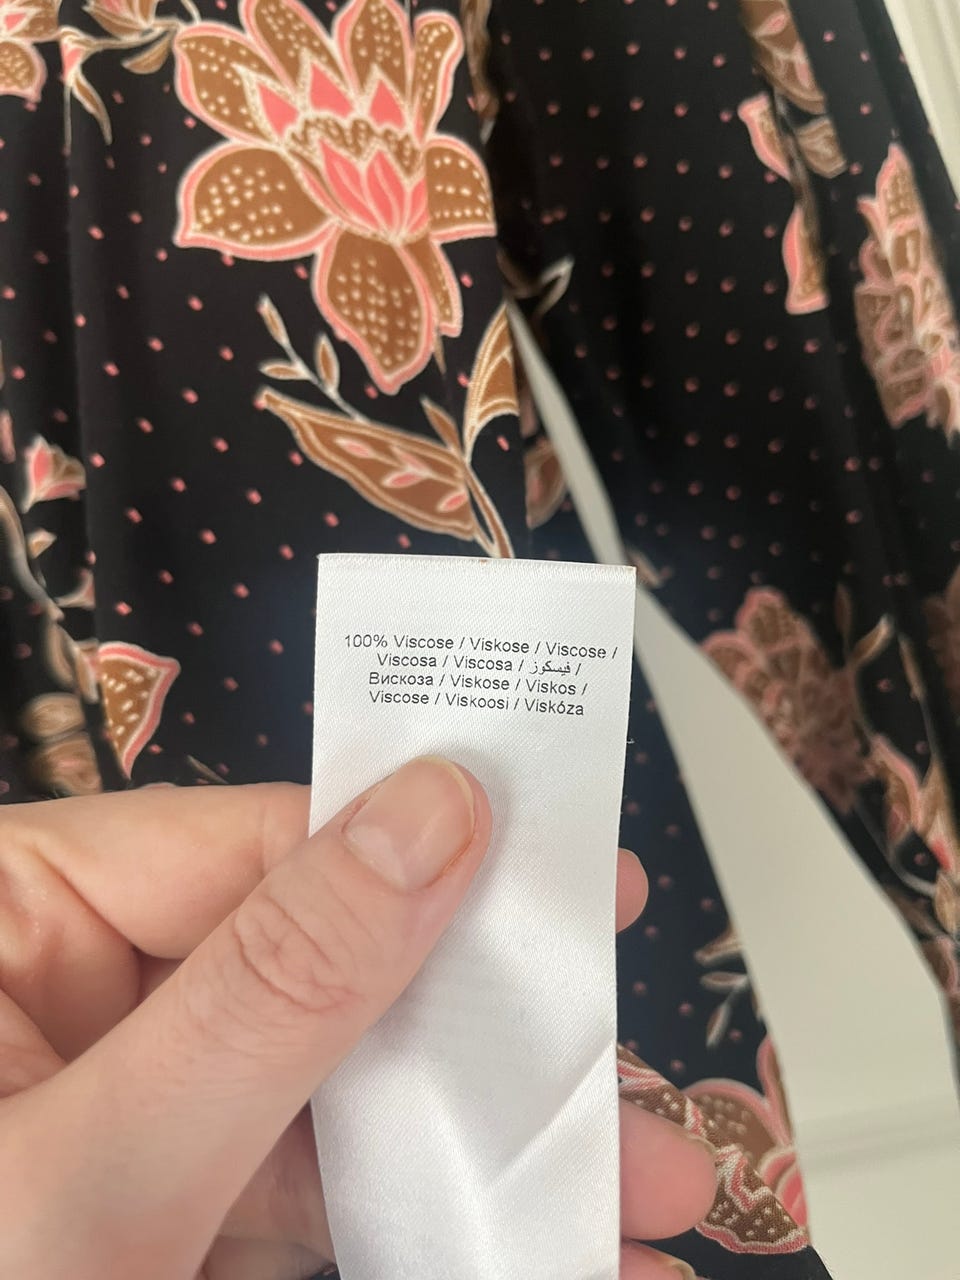 100% Viscose / Viskose / Viscose /
Viscosa / Viscosa / فيسكوز /
Вискоза / Viskose / Viskos /
Viscose / Viskoosi / Viskóza